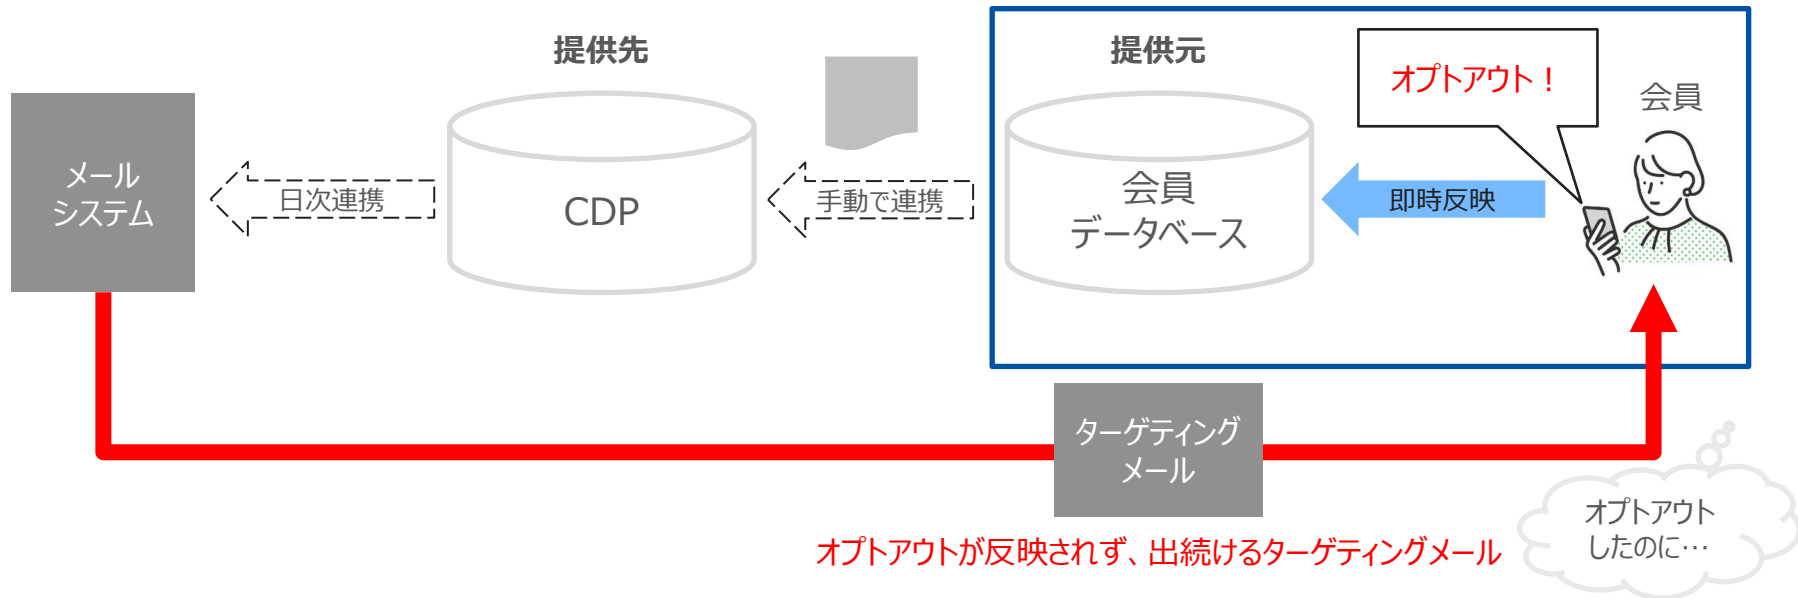 提供先
提供元
オプトアウト！
会員
メール
システム
日次連携
CDP
手動で連携
会員
データベース
即時反映
ターゲティング
メール
オプトアウトが反映されず、出続けるターゲティングメール
オプトアウト
したのに…